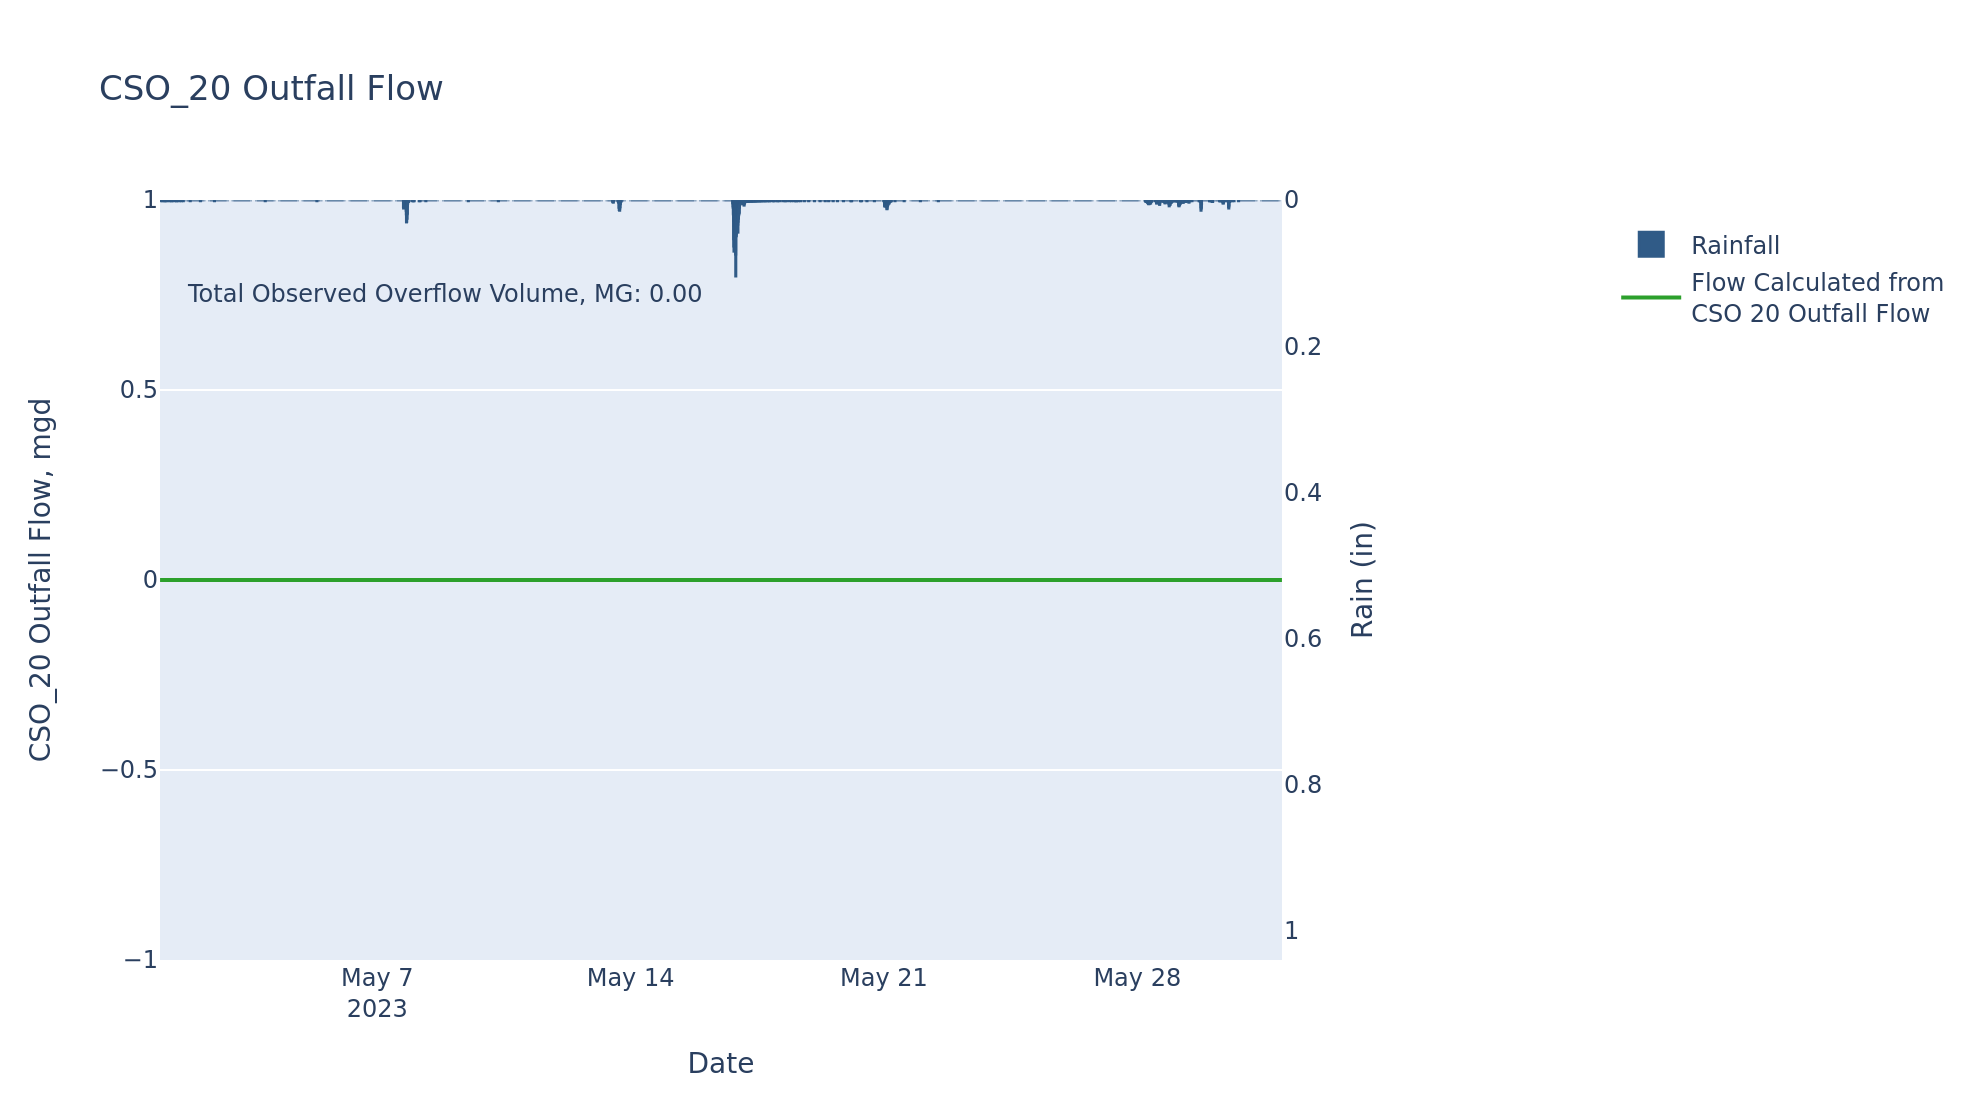 CSO_20 Outfall Flow
1
0.5
0
−0.5
−1
CSO_20 Outfall Flow, mgd
Total Observed Overflow Volume, MG: 0.00
0
0.2
0.4
0.6
0.8
1
Rain (in)
May 7
2023
May 14
May 21
May 28
Date
Rainfall
Flow Calculated from
CSO 20 Outfall Flow